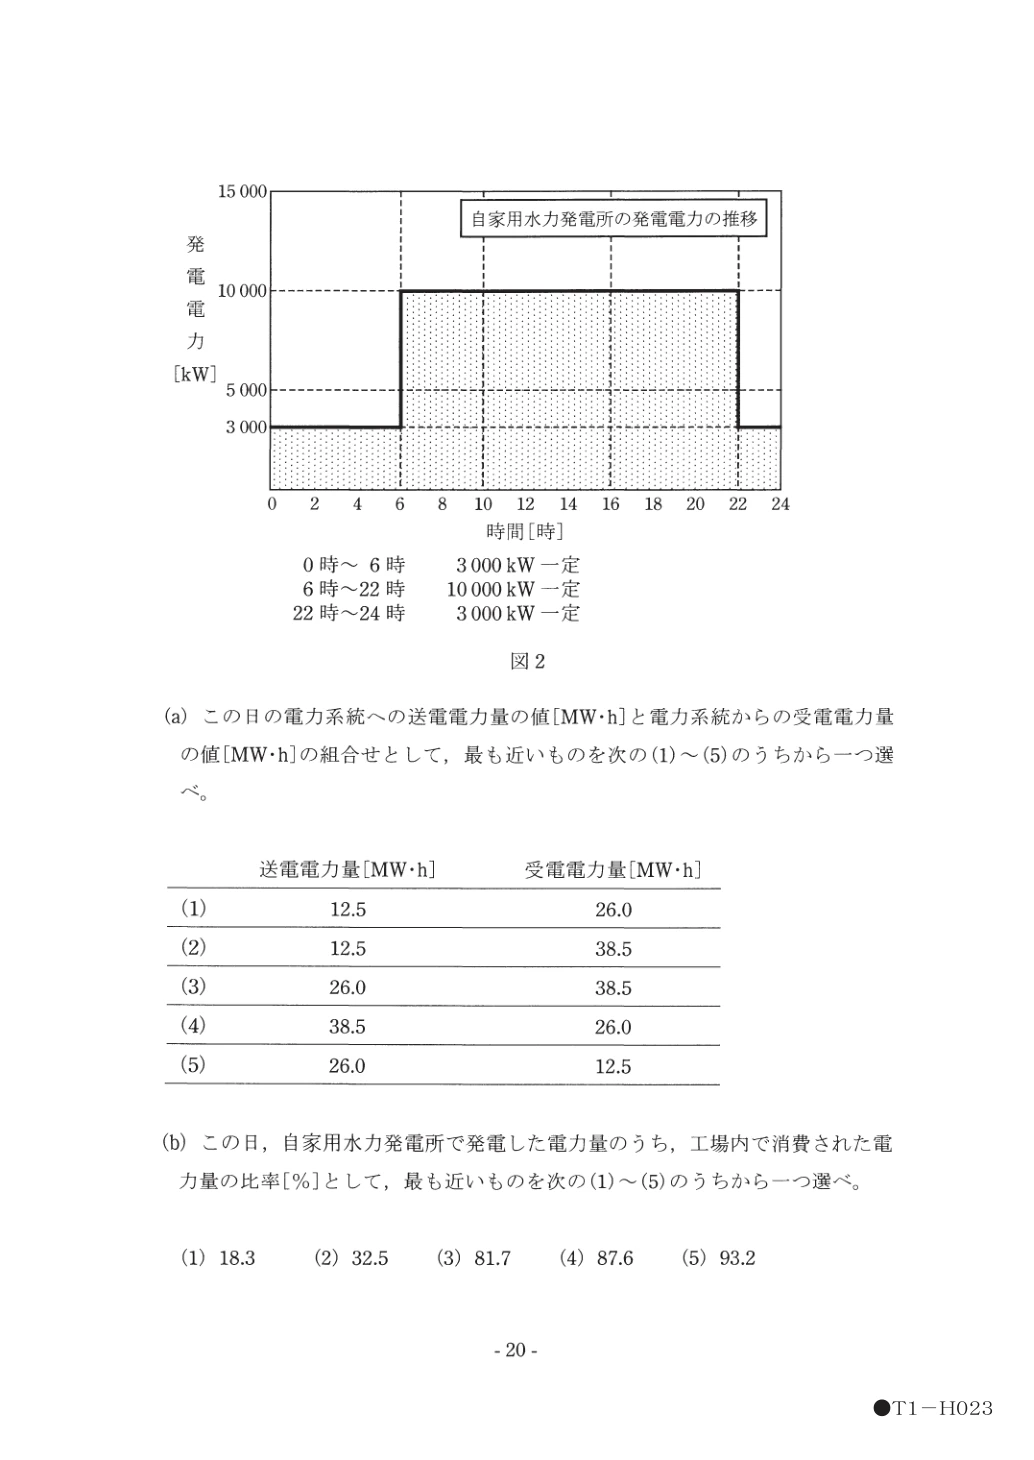 15 000
自家用水力発電所の発電電力の推移
発電電力[kW]
10 000
5 000
3 000
0 2 4 6 8 10 12 14 16 18 20 22 24
時間[時]
0 時～ 6 時 3 000 kW 一定
6 時～22 時 10 000 kW 一定
22 時～24 時 3 000 kW 一定
図 2
(a) この日の電力系統への送電電力量の値[MW・h]と電力系統からの受電電力量
の値[MW・h]の組合せとして，最も近いものを次の(1)～(5)のうちから一つ選
べ。
送電電力量[MW・h] 受電電力量[MW・h]
(1) 12.5 26.0
(2) 12.5 38.5
(3) 26.0 38.5
(4) 38.5 26.0
(5) 26.0 12.5
(b) この日，自家用水力発電所で発電した電力量のうち，工場内で消費された電
力量の比率[%]として，最も近いものを次の(1)～(5)のうちから一つ選べ。
(1) 18.3 (2) 32.5 (3) 81.7 (4) 87.6 (5) 93.2
- 20 -
●T1－H023